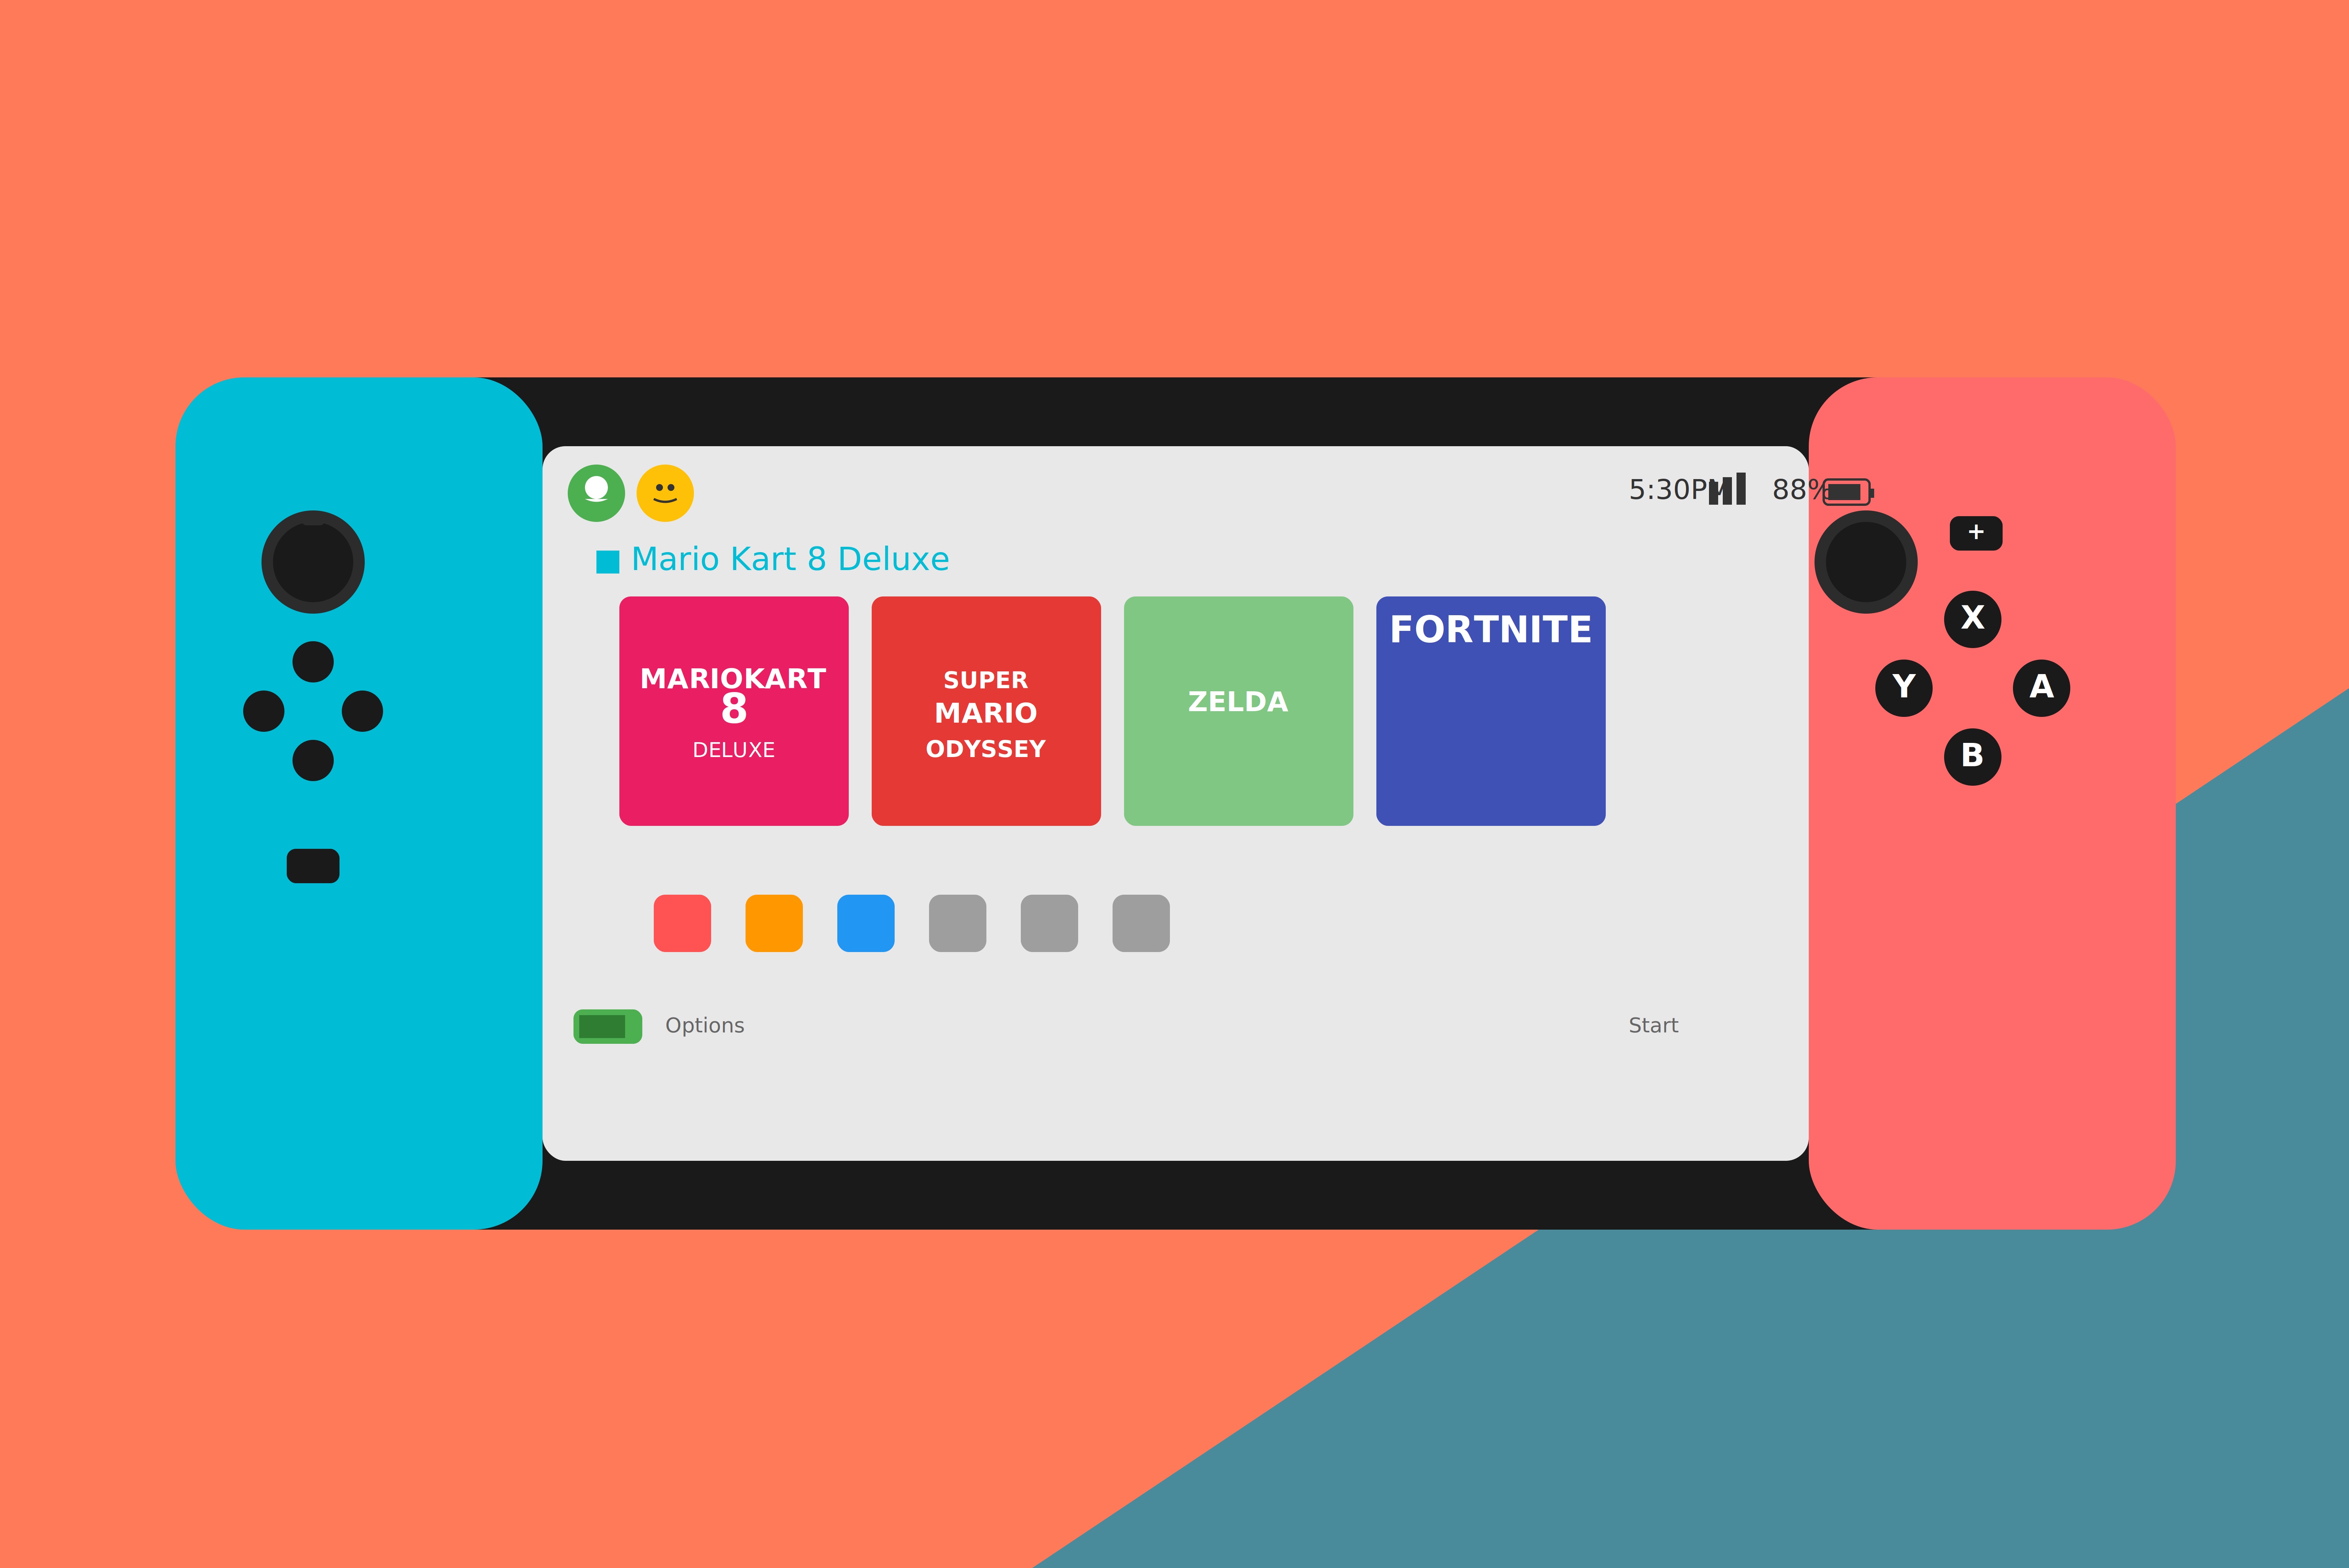 5:30PM 88%
Mario Kart 8 Deluxe
MARIOKART
8
DELUXE
SUPER
MARIO
ODYSSEY
ZELDA
FORTNITE
+
X
Y A
B
Options Start